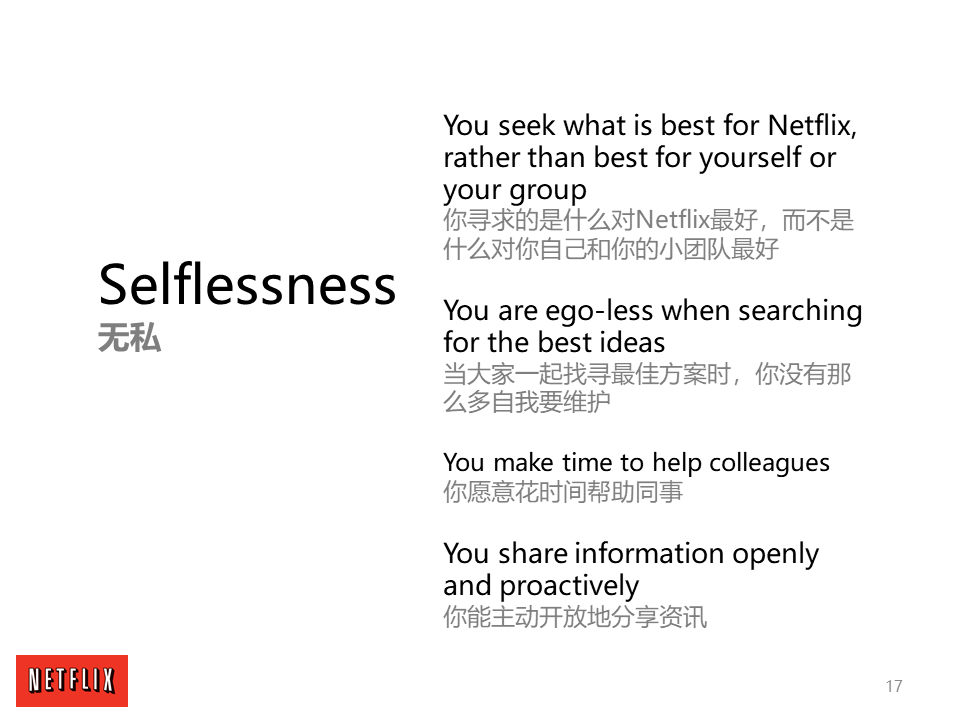 Selflessness
无私
You seek what is best for Netflix,
rather than best for yourself or
your group
你寻求的是什么对Netflix最好，而不是
什么对你自己和你的小团队最好
You are ego-less when searching
for the best ideas
当大家一起找寻最佳方案时，你没有那
么多自我要维护
You make time to help colleagues
你愿意花时间帮助同事
You share information openly
and proactively
你能主动开放地分享资讯
NETFLIX
17